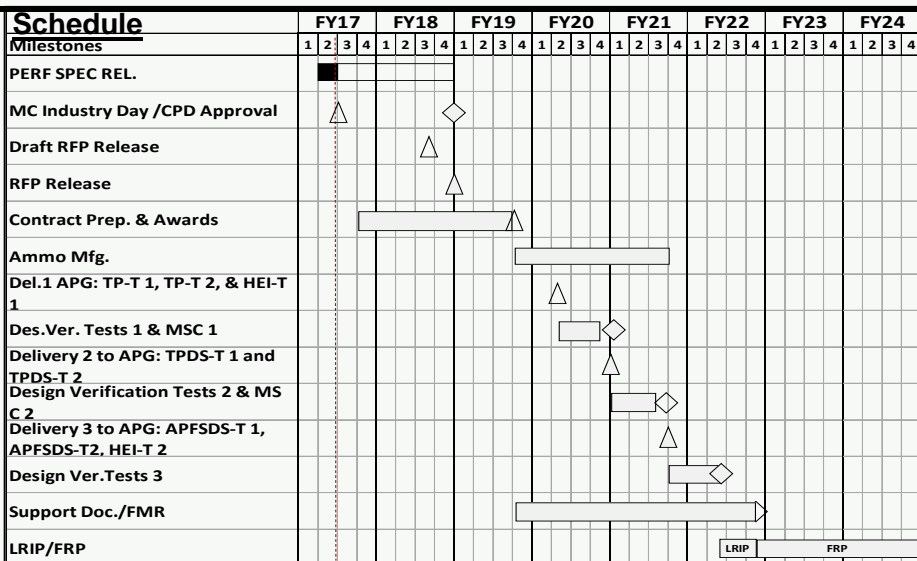 Schedule
FY17 FY18 FY19 FY20 FY21 FY22 FY23 FY24
Milestones
1 2 3 4 1 2 3 4 1 2 3 4 1 2 3 4 1 2 3 4 1 2 3 4 1 2 3 4 1 2 3 4
PERF SPEC REL.
MC Industry Day /CPD Approval
Draft RFP Release
RFP Release
Contract Prep. & Awards
Ammo Mfg.
Del.1 APG: TP-T 1, TP-T 2, & HEI-T
1
Des.Ver. Tests 1 & MSC 1
Delivery 2 to APG: TPDS-T 1 and
TPDS-T 2
Design Verification Tests 2 & MS
C 2
Delivery 3 to APG: APFSDS-T 1,
APFSDS-T2, HEI-T 2
Design Ver.Tests 3
Support Doc./FMR
LRIP/FRP
LRIP FRP